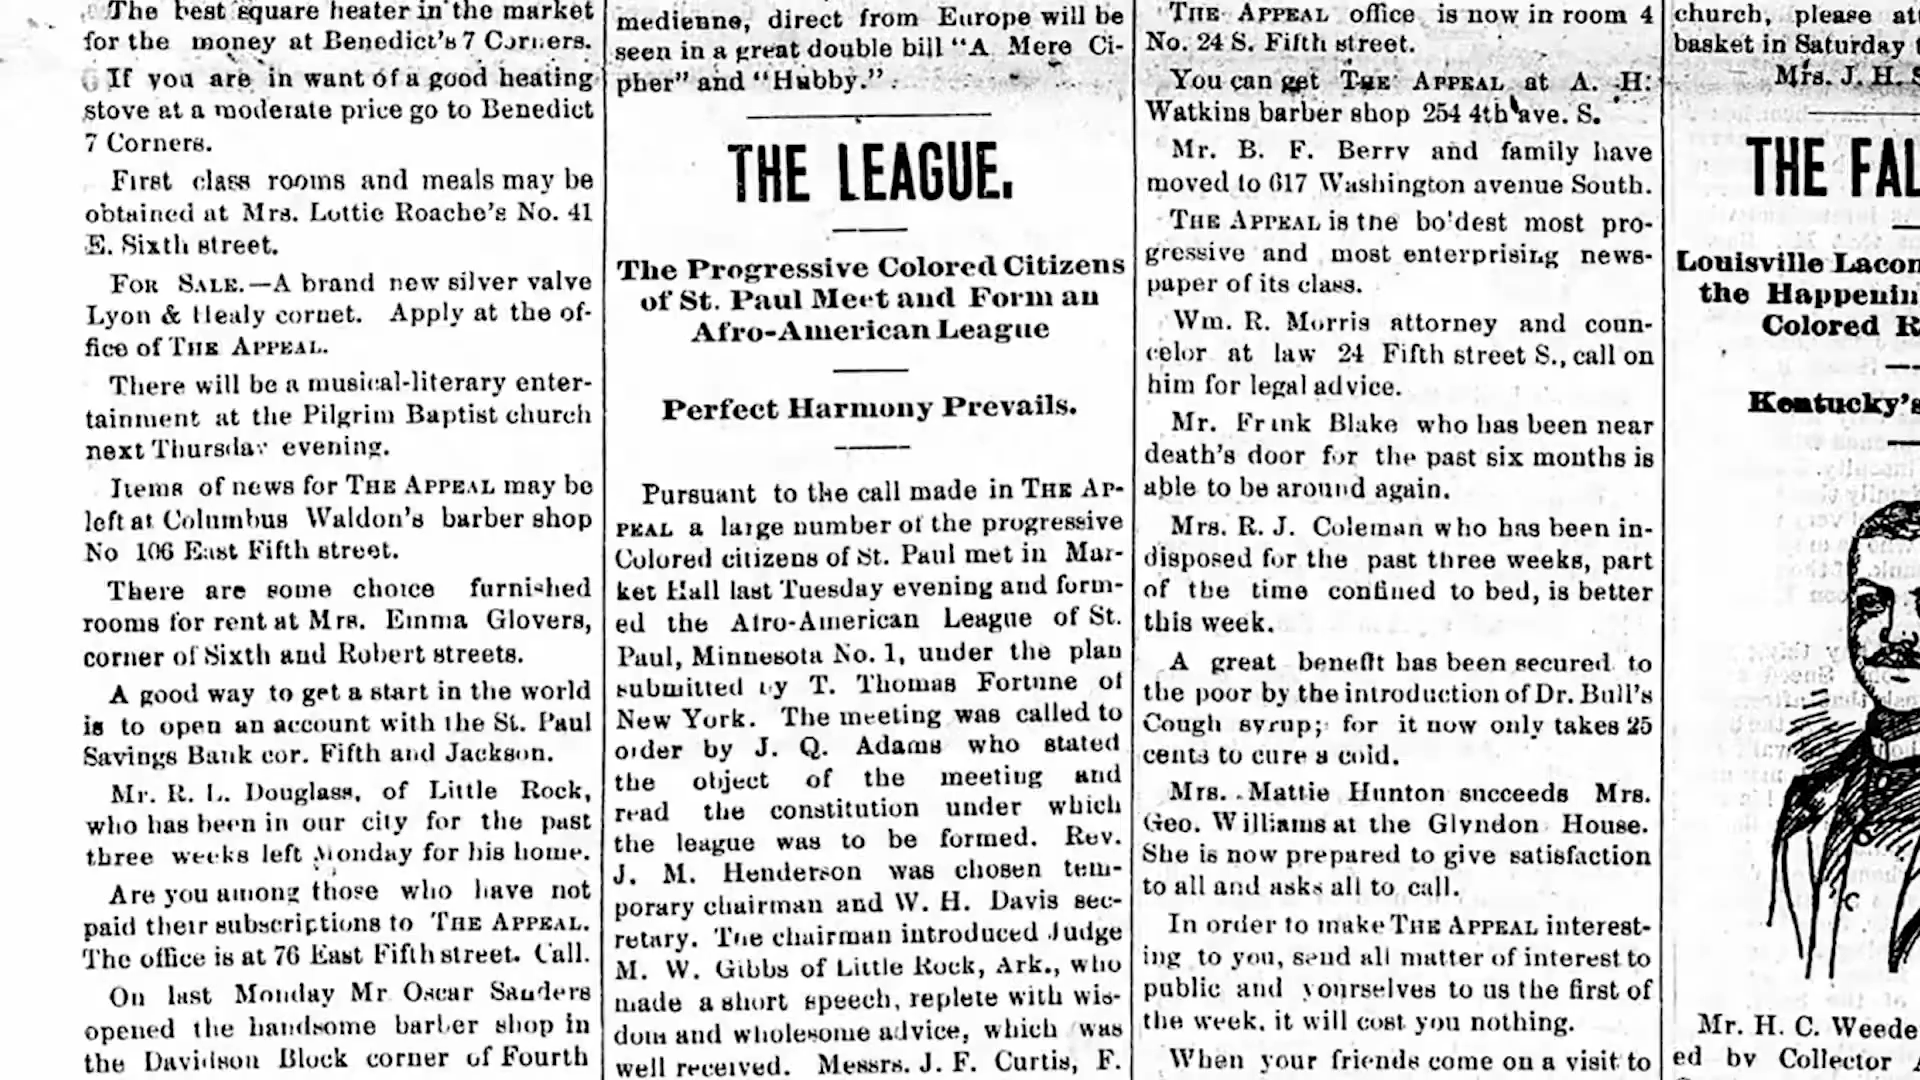 The best square heater in the market
for the money at Benedict's 7 Corners.
If you are in want of a good heating
stove at a moderate price go to Benedict
7 Corners.
First class rooms and meals may be
obtained at Mrs. Lottie Roache's No. 41
E. Sixth street.
FOR SALE.—A brand new silver valve
Lyon & Healy cornet. Apply at the of-
fice of THE APPEAL.
There will be a musical-literary enter-
tainment at the Pilgrim Baptist church
next Thursday evening.
Items of news for THE APPEAL may be
left at Columbus Waldon's barber shop
No 106 East Fifth street.
There are some choice furnished
rooms for rent at Mrs. Emma Glovers,
corner of Sixth and Robert streets.
A good way to get a start in the world
is to open an account with the St. Paul
Savings Bank cor. Fifth and Jackson.
Mr. R. L. Douglass, of Little Rock,
who has been in our city for the past
three weeks left Monday for his home.
Are you among those who have not
paid their subscriptions to THE APPEAL.
The office is at 76 East Fifth street. Call.
On last Monday Mr Oscar Sanders
opened the handsome barber shop in
the Davidson Block corner of Fourth
medienne, direct from Europe will be
seen in a great double bill "A Mere Ci-
pher" and "Hubby."
THE LEAGUE.
The Progressive Colored Citizens
of St. Paul Meet and Form an
Afro-American League
Perfect Harmony Prevails.
Pursuant to the call made in THE AP-
PEAL a large number of the progressive
Colored citizens of St. Paul met in Mar-
ket Hall last Tuesday evening and form-
ed the Afro-American League of St.
Paul, Minnesota No. 1, under the plan
submitted by T. Thomas Fortune of
New York. The meeting was called to
order by J. Q. Adams who stated
the object of the meeting and
read the constitution under which
the league was to be formed. Rev.
J. M. Henderson was chosen tem-
porary chairman and W. H. Davis sec-
retary. The chairman introduced Judge
M. W. Gibbs of Little Rock, Ark., who
made a short speech, replete with wis-
dom and wholesome advice, which was
well received. Messrs. J. F. Curtis, F.
THE APPEAL office is now in room 4
No. 24 S. Fifth street.
You can get THE APPEAL at A. H.
Watkins barber shop 254 4th ave. S.
Mr. B. F. Berry and family have
moved to 617 Washington avenue South.
THE APPEAL is the bo'dest most pro-
gressive and most enterprising news-
paper of its class.
Wm. R. Morris attorney and coun-
celor at law 24 Fifth street S., call on
him for legal advice.
Mr. Frank Blake who has been near
death's door for the past six months is
able to be around again.
Mrs. R. J. Coleman who has been in-
disposed for the past three weeks, part
of the time confined to bed, is better
this week.
A great benefit has been secured to
the poor by the introduction of Dr. Bull's
Cough syrup; for it now only takes 25
cents to cure a cold.
Mrs. Mattie Hunton succeeds Mrs.
Geo. Williams at the Glyndon House.
She is now prepared to give satisfaction
to all and asks all to call.
In order to make THE APPEAL interest-
ing to you, send all matter of interest to
public and yourselves to us the first of
the week, it will cost you nothing.
When your friends come on a visit to
church, please at
basket in Saturday
Mrs. J. H. S
THE FAL
Louisville Lacon
the Happenin
Colored R
Kentucky's
Mr. H. C. Weede
ed by Collector